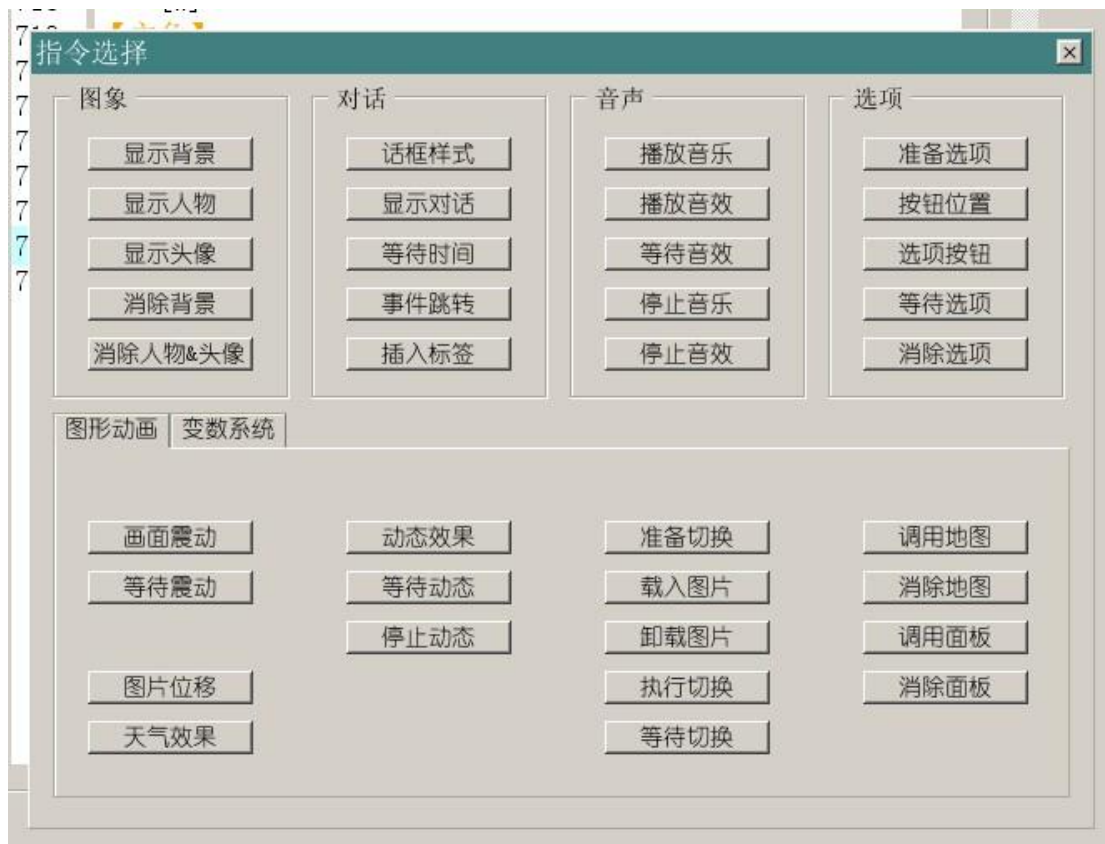 指令选择
图象 对话 音声 选项
显示背景 话框样式 播放音乐 准备选项
显示人物 显示对话 播放音效 按钮位置
显示头像 等待时间 等待音效 选项按钮
消除背景 事件跳转 停止音乐 等待选项
消除人物&头像 插入标签 停止音效 消除选项
图形动画 变数系统
画面震动 动态效果 准备切换 调用地图
等待震动 等待动态 载入图片 消除地图
停止动态 卸载图片 调用面板
图片位移 执行切换 消除面板
天气效果 等待切换